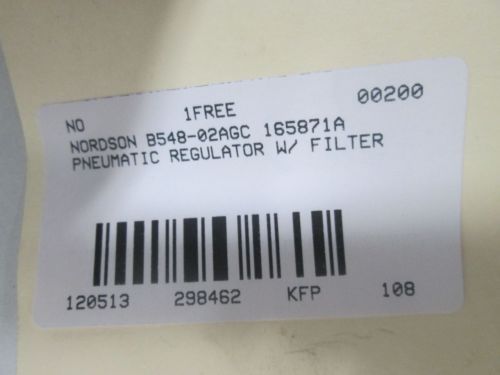 NO 1FREE 00200
NORDSON B548-02AGC 165871A
PNEUMATIC REGULATOR W/ FILTER
120513 298462 KFP 108